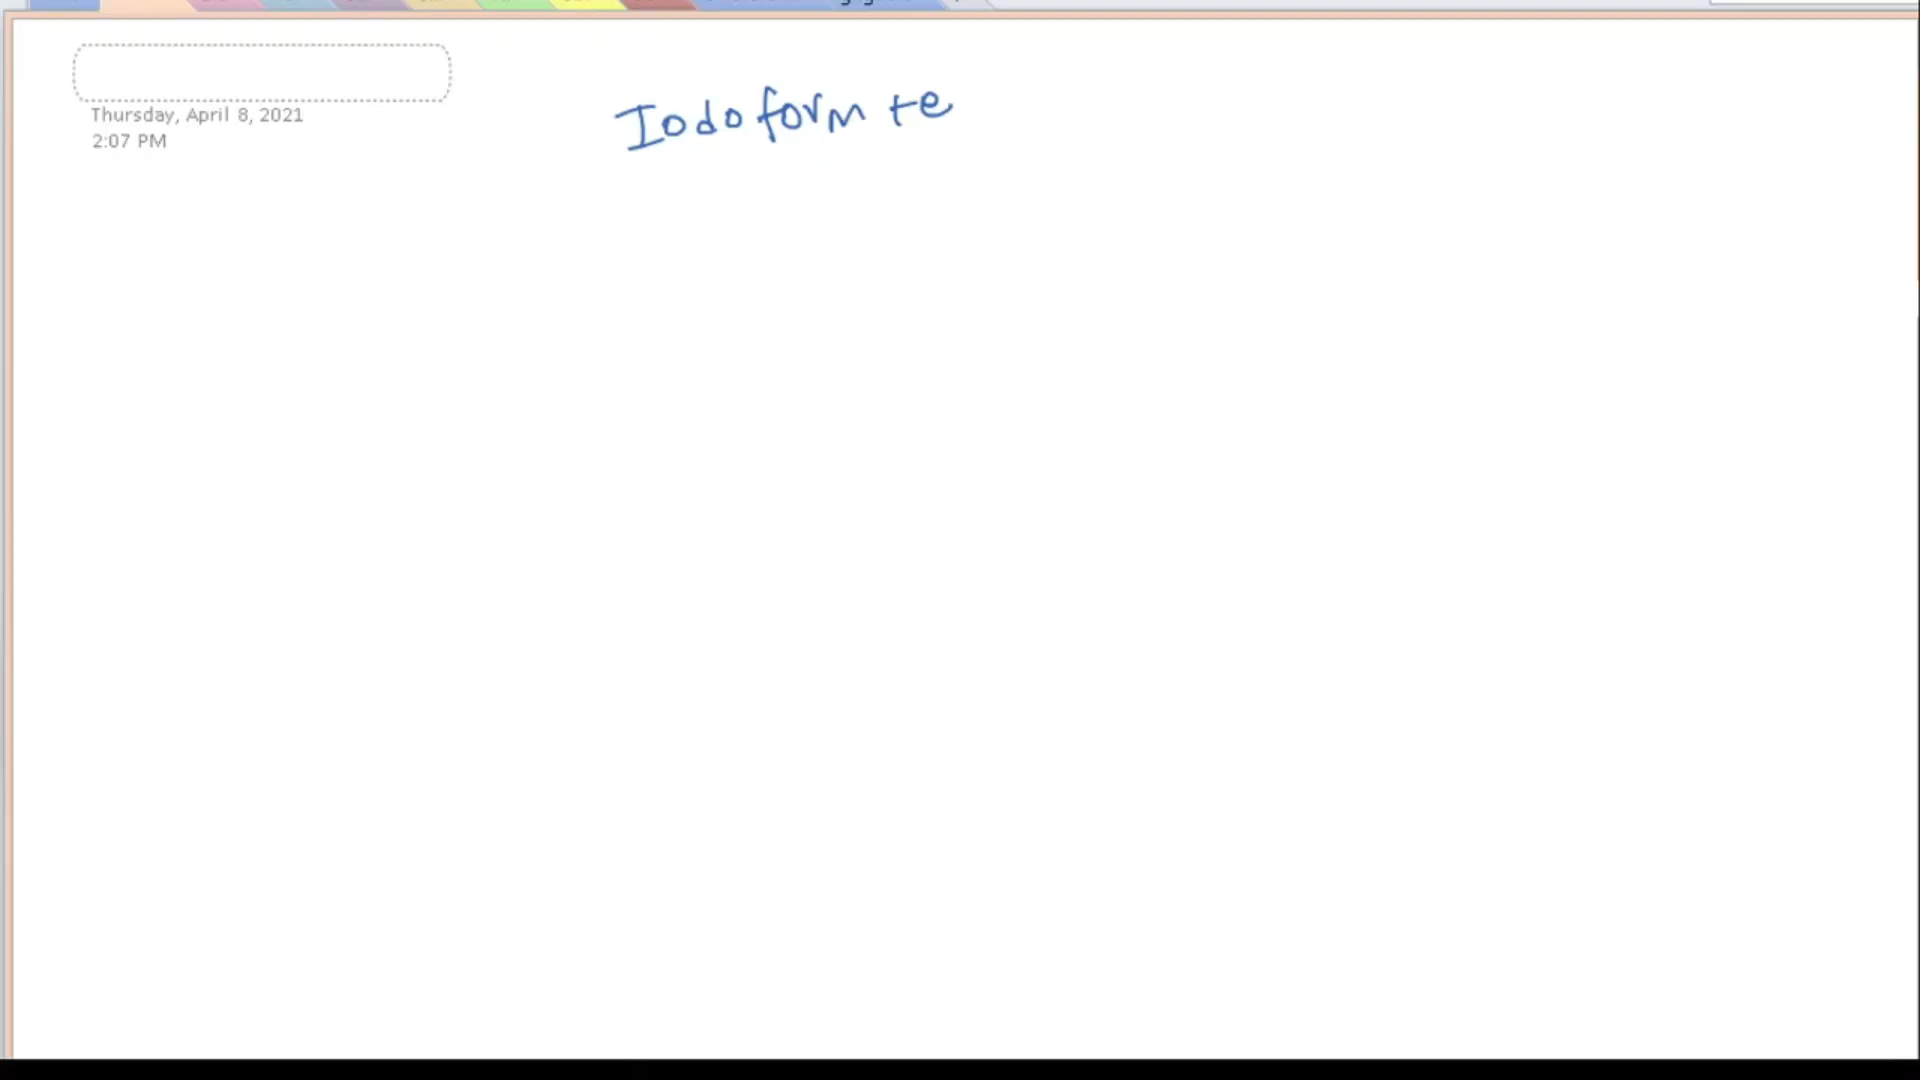 Thursday, April 8, 2021
2:07 PM
Iodoform te